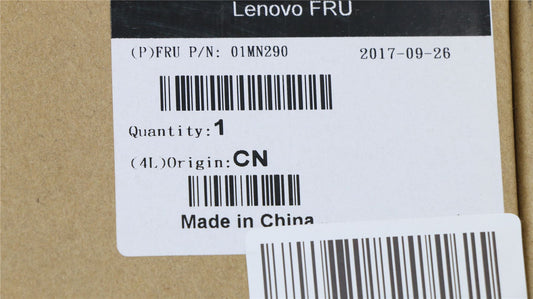 Lenovo FRU
(P)FRU P/N: 01MN290 2017-09-26
Quantity:1
(4L)Origin:CN
Made in China